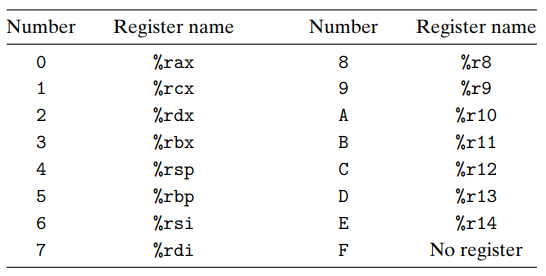 Number Register name Number Register name
0 %rax 8 %r8
1 %rcx 9 %r9
2 %rdx A %r10
3 %rbx B %r11
4 %rsp C %r12
5 %rbp D %r13
6 %rsi E %r14
7 %rdi F No register